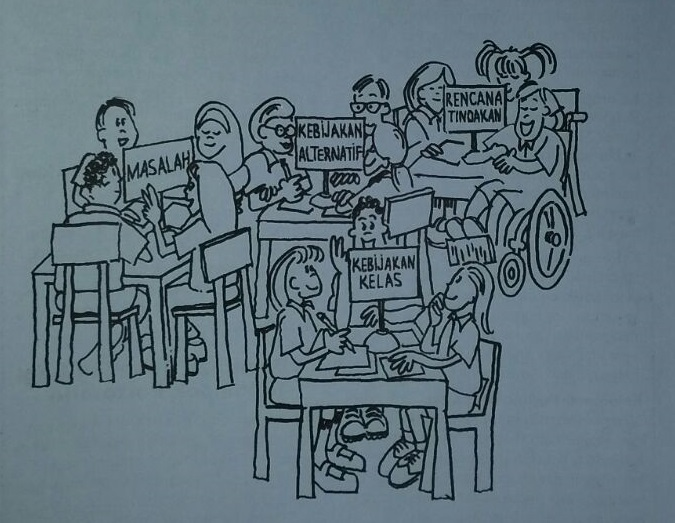 MASALAH
KEBIJAKAN
ALTERNATIF
RENCANA
TINDAKAN
KEBIJAKAN
KELAS